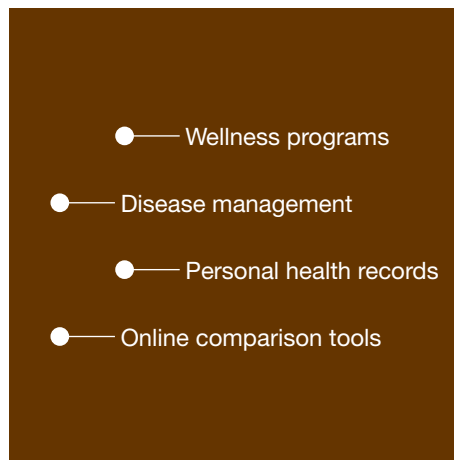 Wellness programs
Disease management
Personal health records
Online comparison tools